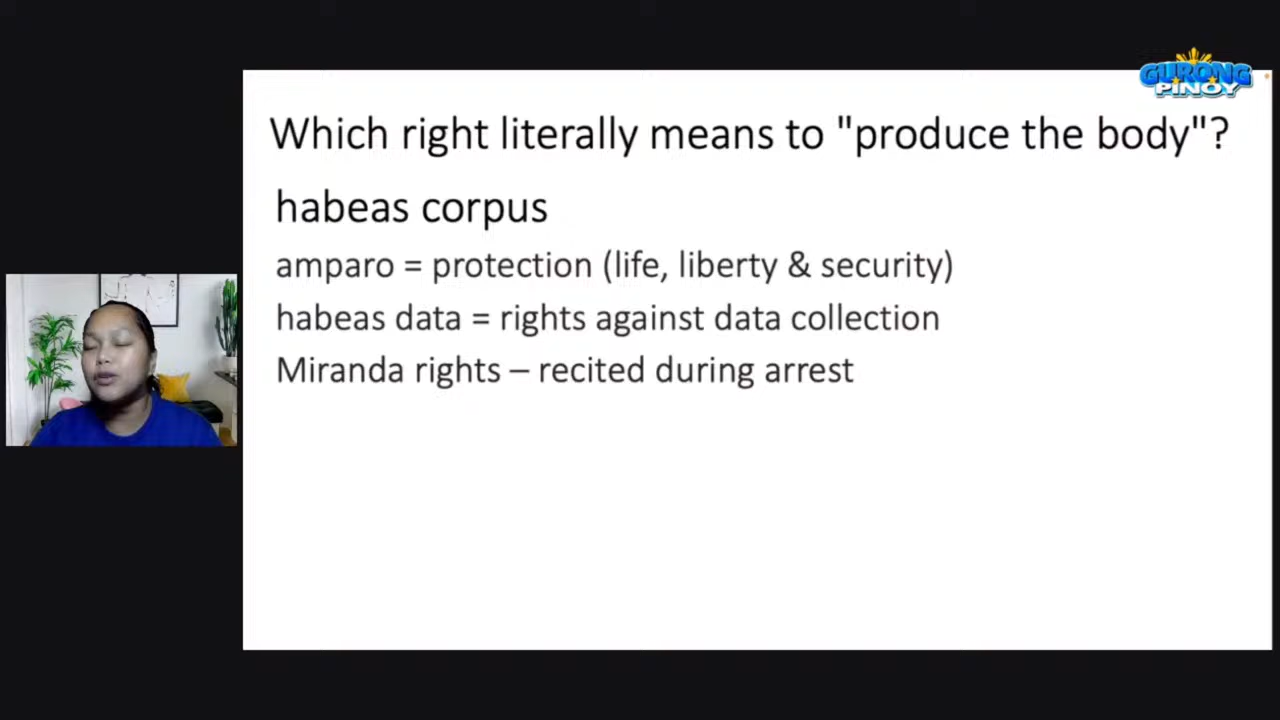 GURONG
PINOY
Which right literally means to "produce the body"?
habeas corpus
amparo = protection (life, liberty & security)
habeas data = rights against data collection
Miranda rights – recited during arrest